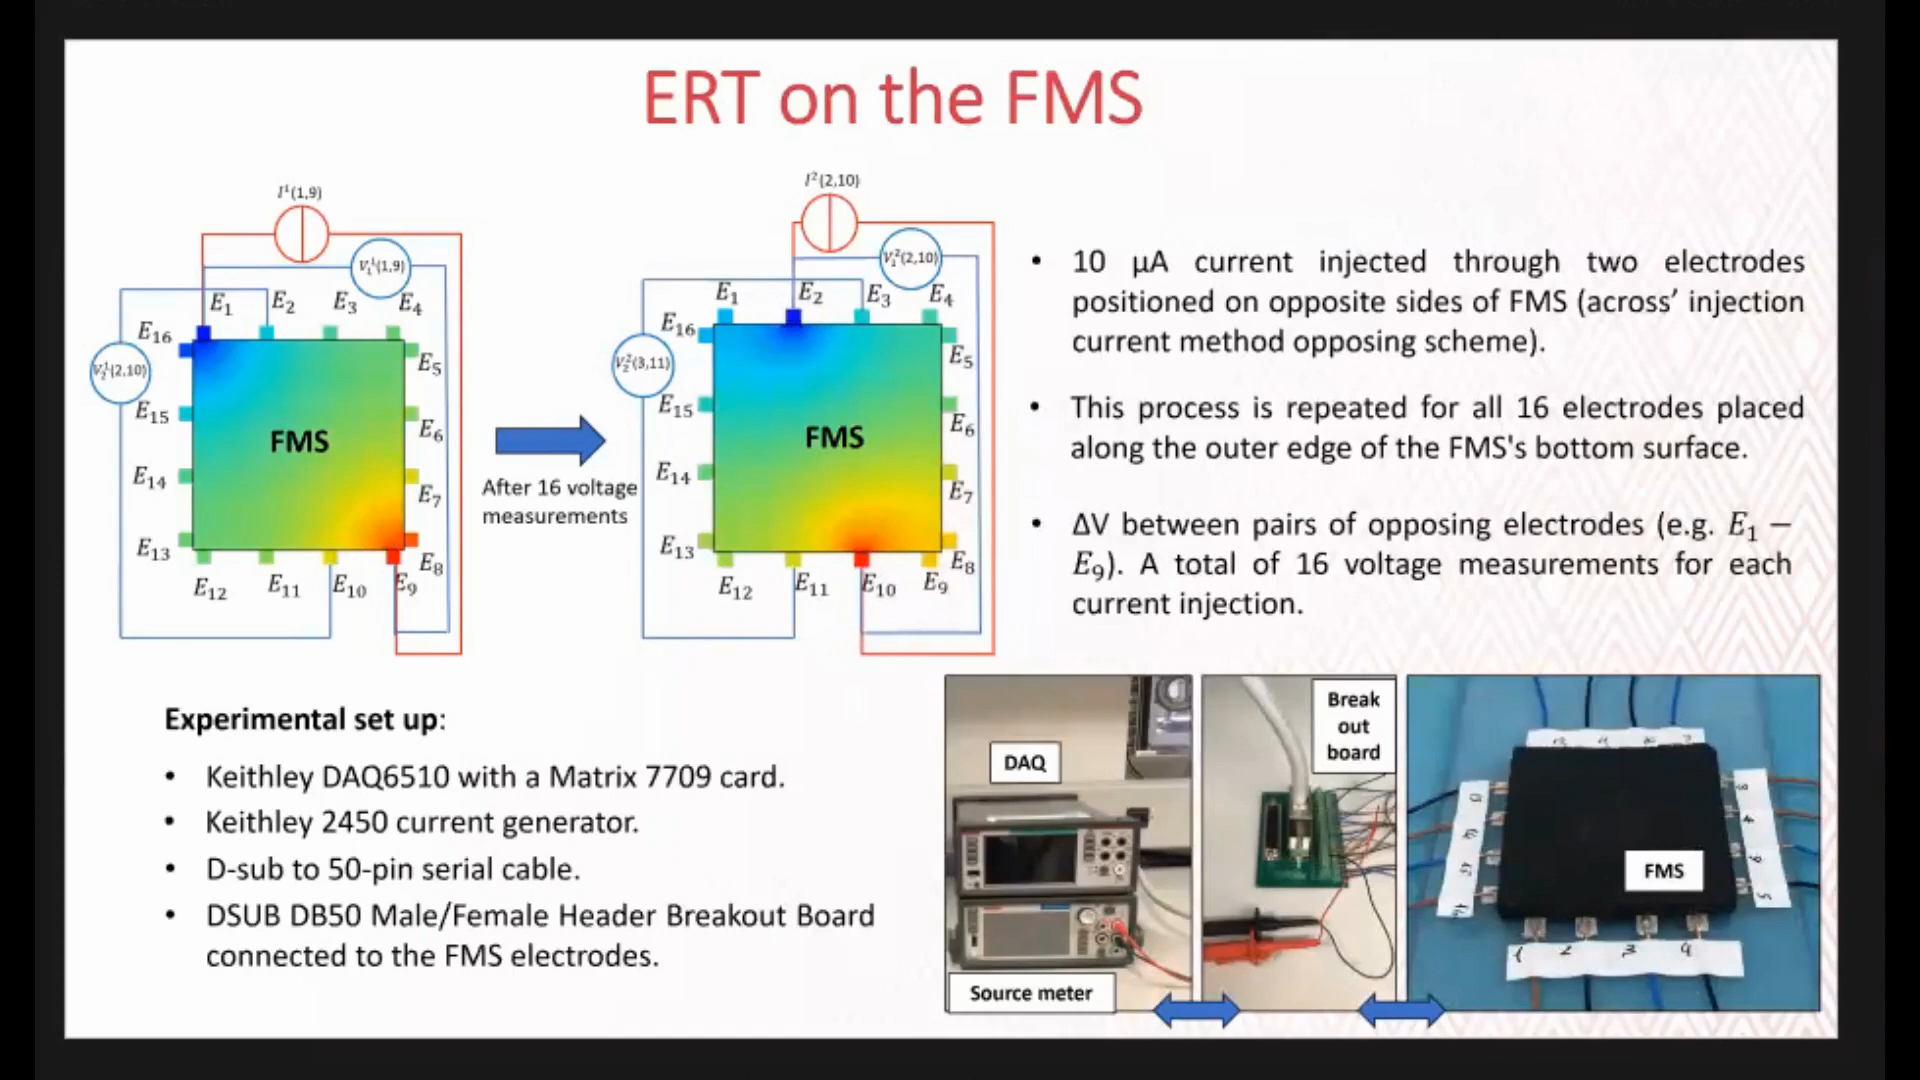 ERT on the FMS
I¹(1,9)
V₁¹(1,9)
E₁ E₂ E₃ E₄
E₁₆
V₂¹(2,10)
E₅
E₁₅
E₆
FMS
E₁₄
E₇
E₁₃
E₈
E₁₂ E₁₁ E₁₀ E₉
After 16 voltage
measurements
I²(2,10)
V₁²(2,10)
E₁ E₂ E₃ E₄
E₁₆
V₂²(3,11)
E₅
E₁₅
E₆
FMS
E₁₄
E₇
E₁₃
E₈
E₁₂ E₁₁ E₁₀ E₉
• 10 µA current injected through two electrodes
positioned on opposite sides of FMS (across’ injection
current method opposing scheme).
• This process is repeated for all 16 electrodes placed
along the outer edge of the FMS's bottom surface.
• ΔV between pairs of opposing electrodes (e.g. E₁ −
E₉). A total of 16 voltage measurements for each
current injection.
Experimental set up:
• Keithley DAQ6510 with a Matrix 7709 card.
• Keithley 2450 current generator.
• D-sub to 50-pin serial cable.
• DSUB DB50 Male/Female Header Breakout Board
connected to the FMS electrodes.
DAQ
Source meter
Break
out
board
FMS
1 2 3 4